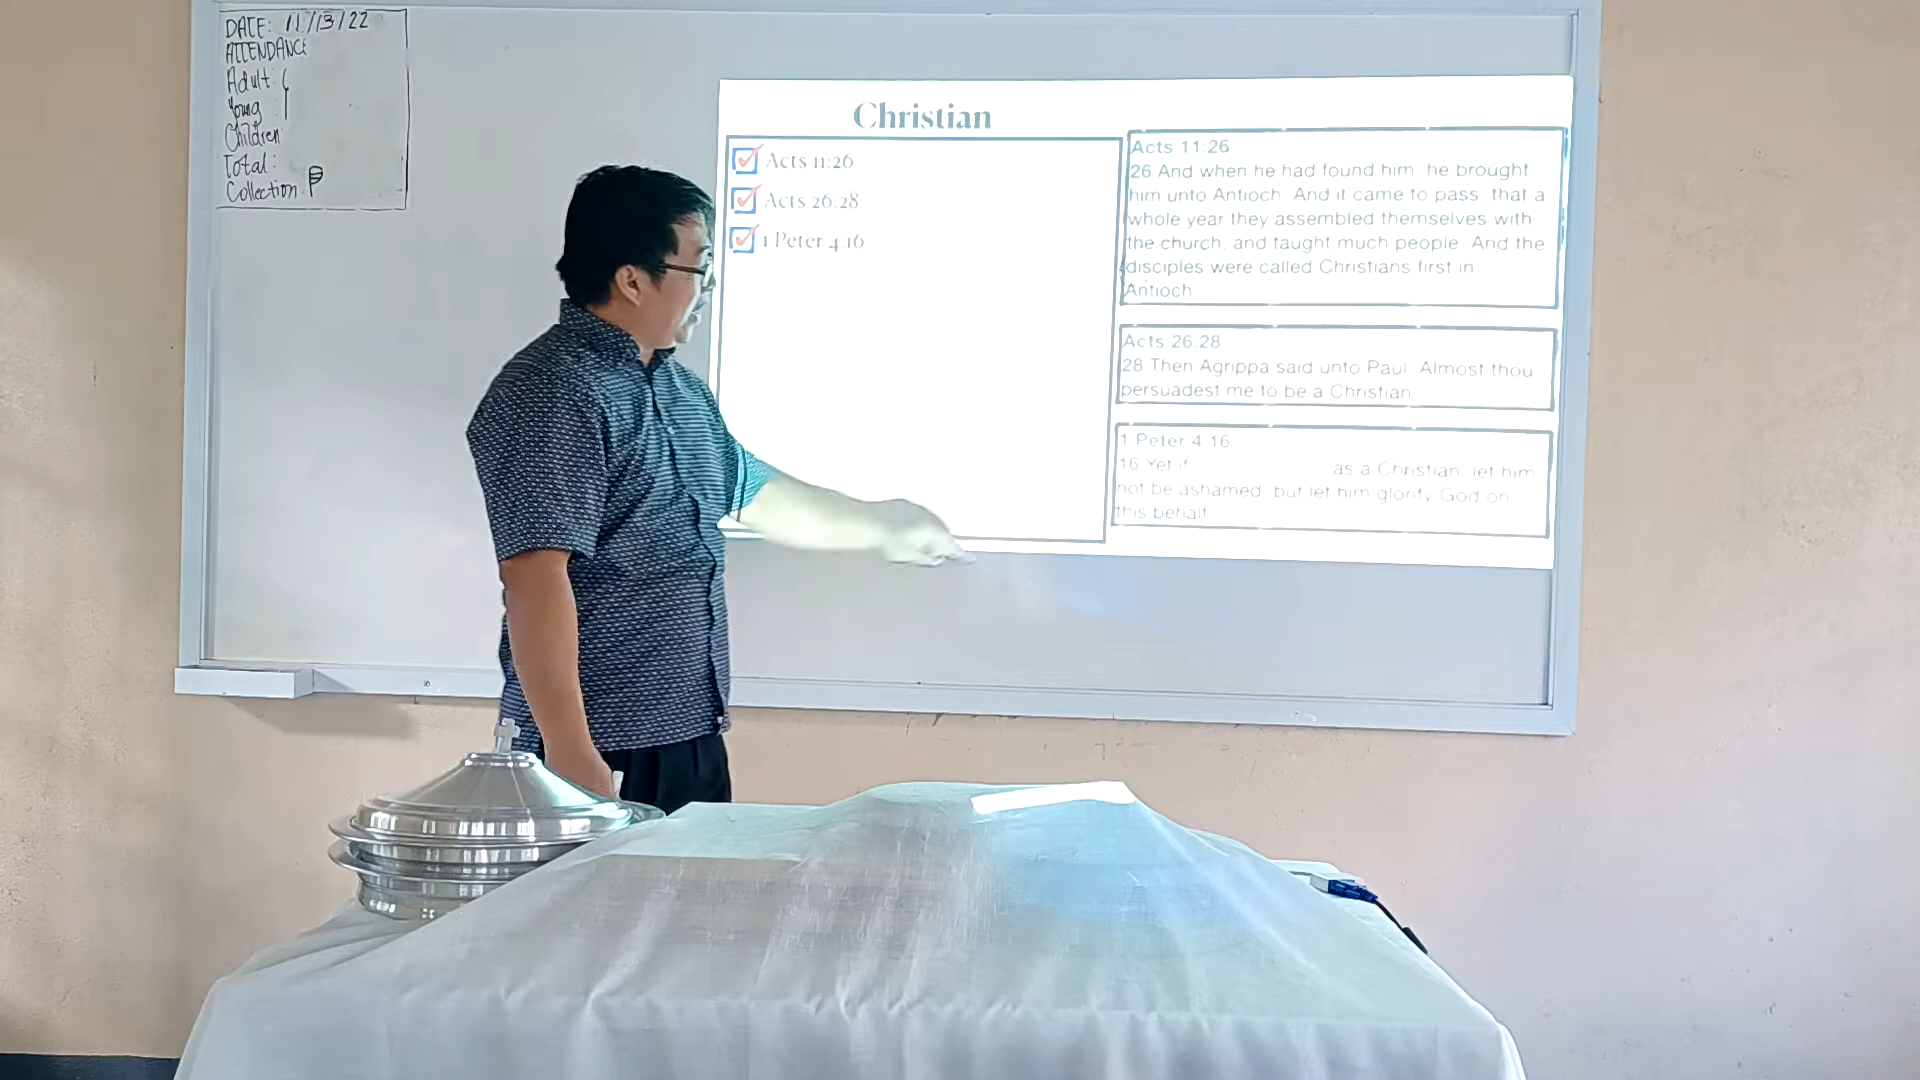 DATE: 11/13/22
ATTENDANCE
Adult:
Young
Children
Total:
Collection: ₱
Christian
Acts 11:26
Acts 26:28
1 Peter 4:16
Acts 11:26
26 And when he had found him he brought
him unto Antioch And it came to pass that a
whole year they assembled themselves with
the church, and taught much people And the
disciples were called Christians first in
Antioch
Acts 26:28
28 Then Agrippa said unto Paul Almost thou
persuadest me to be a Christian
1 Peter 4:16
16 Yet if as a Christian let him
not be ashamed but let him glorify God on
this behalf